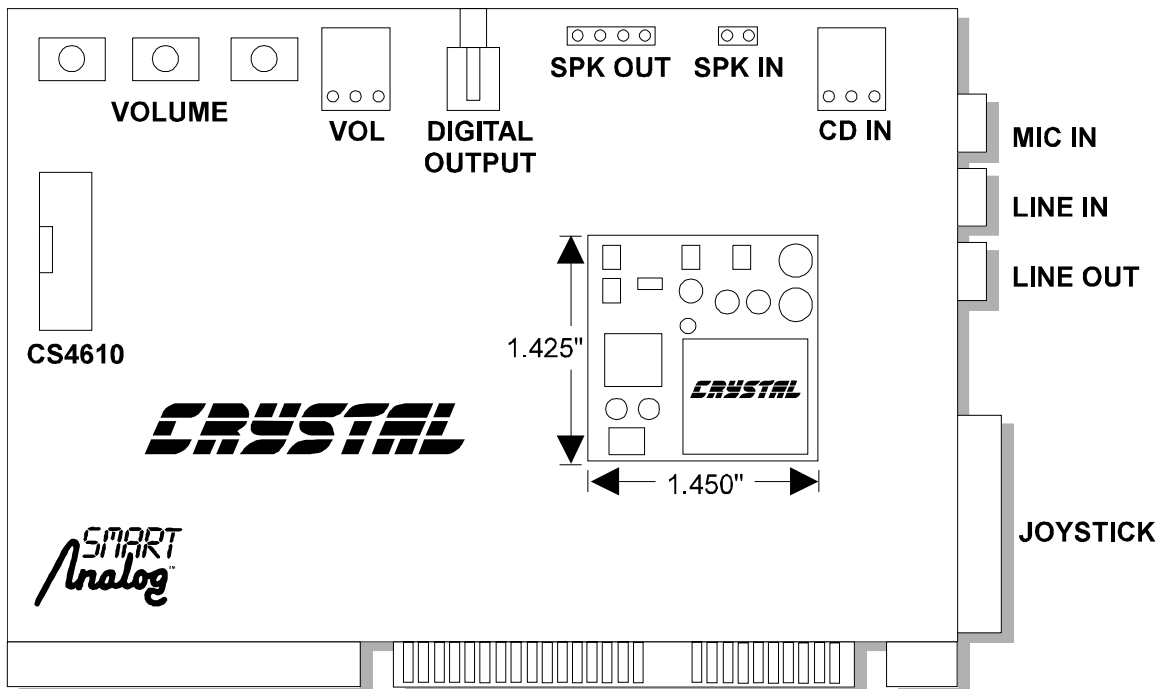 SPK OUT
SPK IN
VOLUME
VOL
DIGITAL
OUTPUT
CD IN
MIC IN
LINE IN
LINE OUT
1.425"
CS4610
CRYSTAL
CRYSTAL
1.450"
SMART
Analog™
JOYSTICK